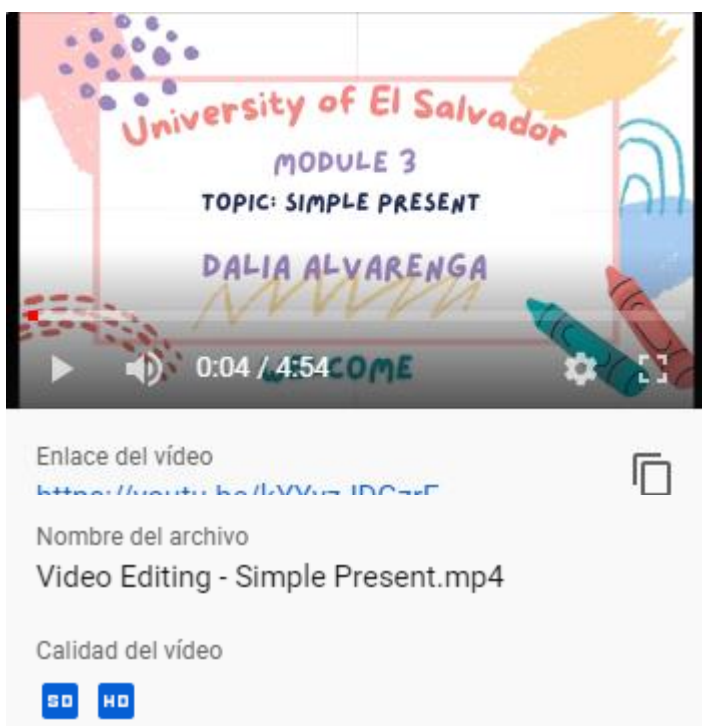 University of El Salvador
MODULE 3
TOPIC: SIMPLE PRESENT
DALIA ALVARENGA
WELCOME
0:04 / 4:54
Enlace del vídeo
Nombre del archivo
Video Editing - Simple Present.mp4
Calidad del vídeo
SD HD